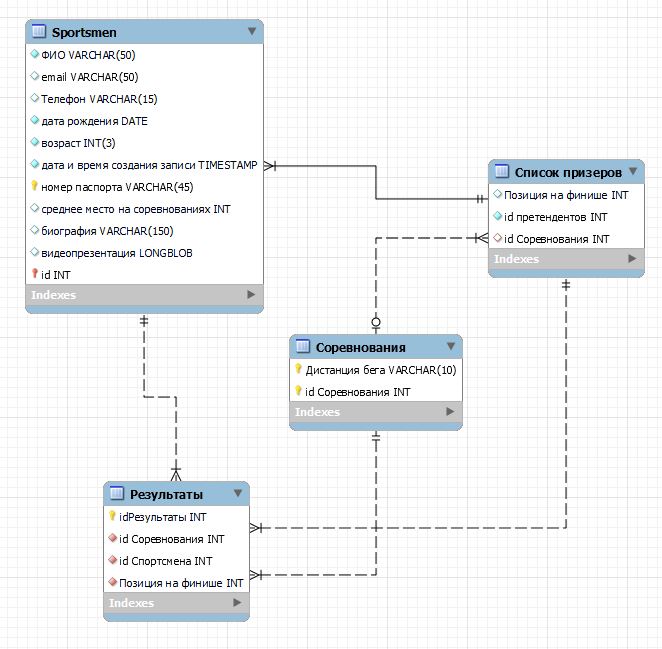 Sportsmen
ФИО VARCHAR(50)
email VARCHAR(50)
Телефон VARCHAR(15)
дата рождения DATE
возраст INT(3)
дата и время создания записи TIMESTAMP
номер паспорта VARCHAR(45)
среднее место на соревнованиях INT
биография VARCHAR(150)
видеопрезентация LONGBLOB
id INT
Indexes
Список призеров
Позиция на финише INT
id претендентов INT
id Соревнования INT
Indexes
Соревнования
Дистанция бега VARCHAR(10)
id Соревнования INT
Indexes
Результаты
idРезультаты INT
id Соревнования INT
id Спортсмена INT
Позиция на финише INT
Indexes